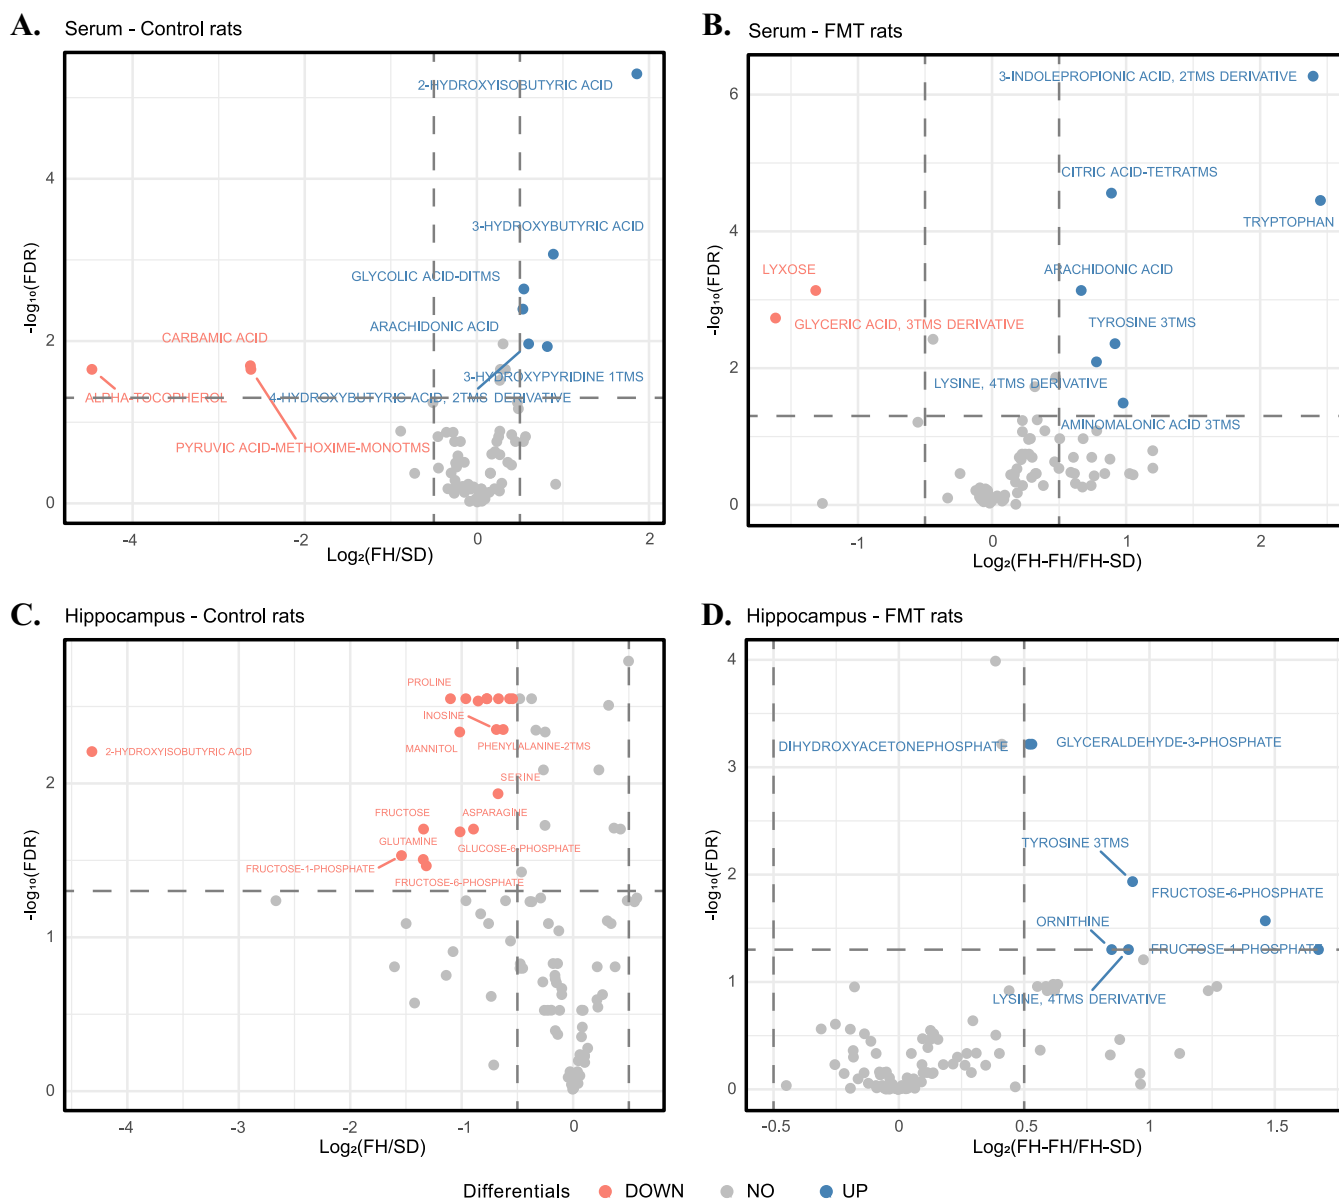 A. Serum - Control rats
2-HYDROXYISOBUTYRIC ACID
4
3-HYDROXYBUTYRIC ACID
GLYCOLIC ACID-DITMS
-log₁₀(FDR)
2
ARACHIDONIC ACID
CARBAMIC ACID
3-HYDROXYPYRIDINE 1TMS
ALPHA-TOCOPHEROL
4-HYDROXYBUTYRIC ACID, 2TMS DERIVATIVE
PYRUVIC ACID-METHOXIME-MONOTMS
0
-4 -2 0 2
Log₂(FH/SD)
B. Serum - FMT rats
3-INDOLEPROPIONIC ACID, 2TMS DERIVATIVE
6
CITRIC ACID-TETRATMS
TRYPTOPHAN
4
LYXOSE
ARACHIDONIC ACID
-log₁₀(FDR)
GLYCERIC ACID, 3TMS DERIVATIVE
TYROSINE 3TMS
2
LYSINE, 4TMS DERIVATIVE
AMINOMALONIC ACID 3TMS
0
-1 0 1 2
Log₂(FH-FH/FH-SD)
C. Hippocampus - Control rats
PROLINE
INOSINE
MANNITOL
PHENYLALANINE-2TMS
2-HYDROXYISOBUTYRIC ACID
SERINE
2
FRUCTOSE
ASPARAGINE
GLUTAMINE
GLUCOSE-6-PHOSPHATE
FRUCTOSE-1-PHOSPHATE
FRUCTOSE-6-PHOSPHATE
-log₁₀(FDR)
1
0
-4 -3 -2 -1 0
Log₂(FH/SD)
D. Hippocampus - FMT rats
4
DIHYDROXYACETONEPHOSPHATE
GLYCERALDEHYDE-3-PHOSPHATE
3
TYROSINE 3TMS
-log₁₀(FDR)
2
FRUCTOSE-6-PHOSPHATE
ORNITHINE
FRUCTOSE-1-PHOSPHATE
1
LYSINE, 4TMS DERIVATIVE
0
-0.5 0 0.5 1 1.5
Log₂(FH-FH/FH-SD)
Differentials DOWN NO UP